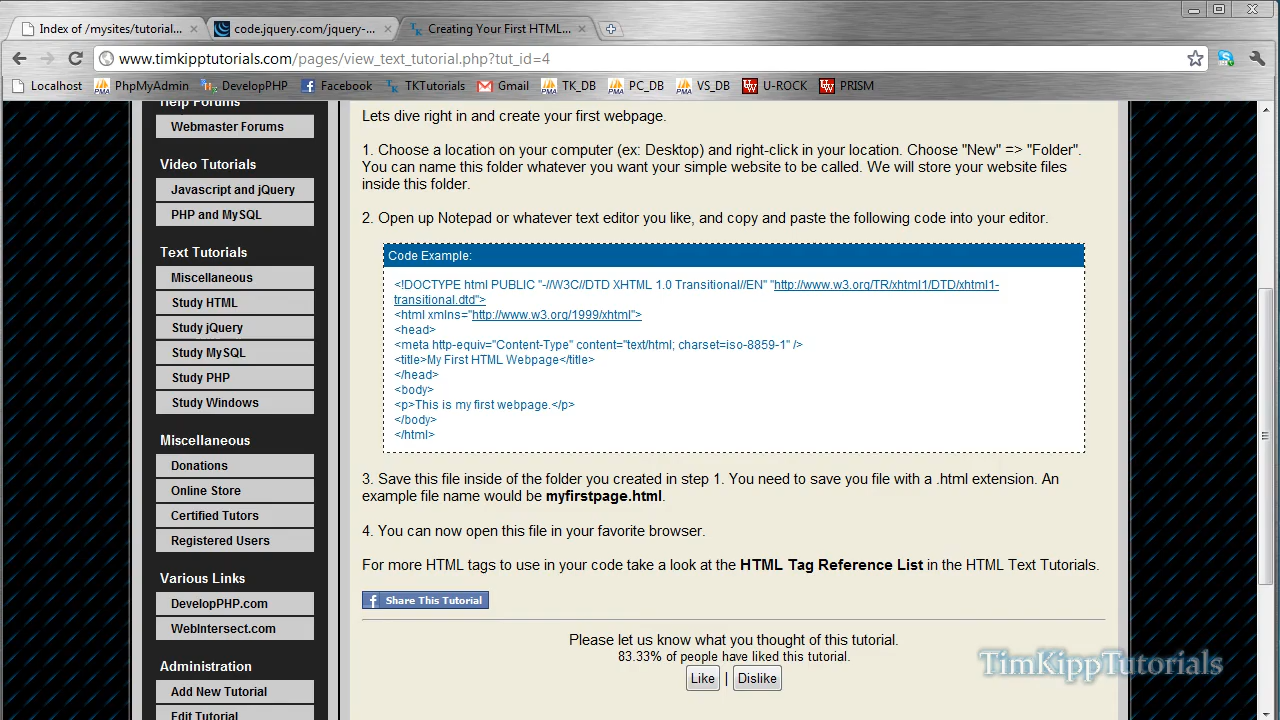 Index of /mysites/tutorial...
code.jquery.com/jquery-...
Creating Your First HTML...
www.timkipptutorials.com/pages/view_text_tutorial.php?tut_id=4
Localhost
PhpMyAdmin
DevelopPHP
Facebook
TKTutorials
Gmail
TK_DB
PC_DB
VS_DB
U-ROCK
PRISM
Help Forums
Webmaster Forums
Video Tutorials
Javascript and jQuery
PHP and MySQL
Text Tutorials
Miscellaneous
Study HTML
Study jQuery
Study MySQL
Study PHP
Study Windows
Miscellaneous
Donations
Online Store
Certified Tutors
Registered Users
Various Links
DevelopPHP.com
WebIntersect.com
Administration
Add New Tutorial
Edit Tutorial
Lets dive right in and create your first webpage.
1. Choose a location on your computer (ex: Desktop) and right-click in your location. Choose "New" => "Folder".
You can name this folder whatever you want your simple website to be called. We will store your website files
inside this folder.
2. Open up Notepad or whatever text editor you like, and copy and paste the following code into your editor.
Code Example:
<!DOCTYPE html PUBLIC "-//W3C//DTD XHTML 1.0 Transitional//EN" "http://www.w3.org/TR/xhtml1/DTD/xhtml1-
transitional.dtd">
<html xmlns="http://www.w3.org/1999/xhtml">
<head>
<meta http-equiv="Content-Type" content="text/html; charset=iso-8859-1" />
<title>My First HTML Webpage</title>
</head>
<body>
<p>This is my first webpage.</p>
</body>
</html>
3. Save this file inside of the folder you created in step 1. You need to save you file with a .html extension. An
example file name would be myfirstpage.html.
4. You can now open this file in your favorite browser.
For more HTML tags to use in your code take a look at the HTML Tag Reference List in the HTML Text Tutorials.
Share This Tutorial
Please let us know what you thought of this tutorial.
83.33% of people have liked this tutorial.
Like | Dislike
TimKippTutorials